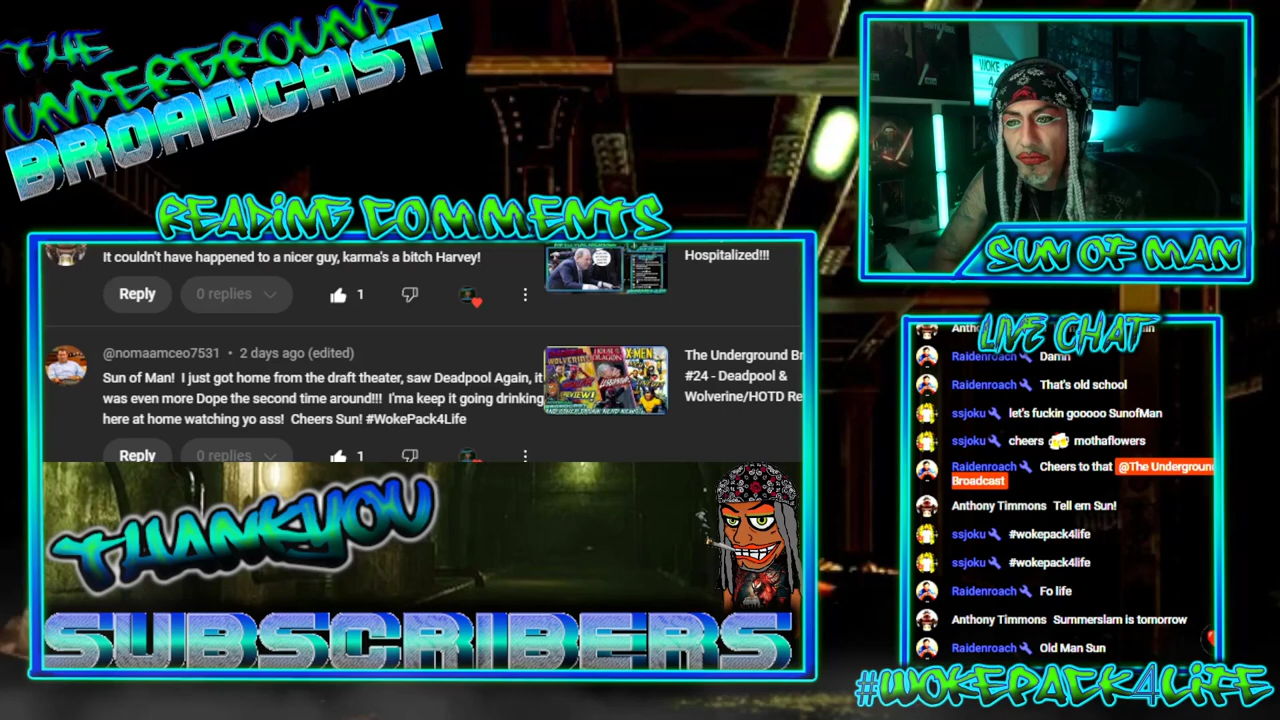 THE
UNDERGROUND
BROADCAST
READING COMMENTS
It couldn't have happened to a nicer guy, karma's a bitch Harvey!
Hospitalized!!!
Reply
0 replies
1
@nomaamceo7531 • 2 days ago (edited)
Sun of Man! I just got home from the draft theater, saw Deadpool Again, it
was even more Dope the second time around!!! I'ma keep it going drinking
here at home watching yo ass! Cheers Sun! #WokePack4Life
The Underground Br
#24 - Deadpool &
Wolverine/HOTD Re
Reply
0 replies
1
THANKYOU
SUBSCRIBERS
WOKE P
4
SUN OF MAN
LIVE CHAT
Raidenroach Damn
Raidenroach That's old school
ssjoku let's fuckin gooooo SunofMan
ssjoku cheers mothaflowers
Raidenroach Cheers to that @The Underground
Broadcast
Anthony Timmons Tell em Sun!
ssjoku #wokepack4life
ssjoku #wokepack4life
Raidenroach Fo life
Anthony Timmons Summerslam is tomorrow
Raidenroach Old Man Sun
#WOKEPACK4LIFE